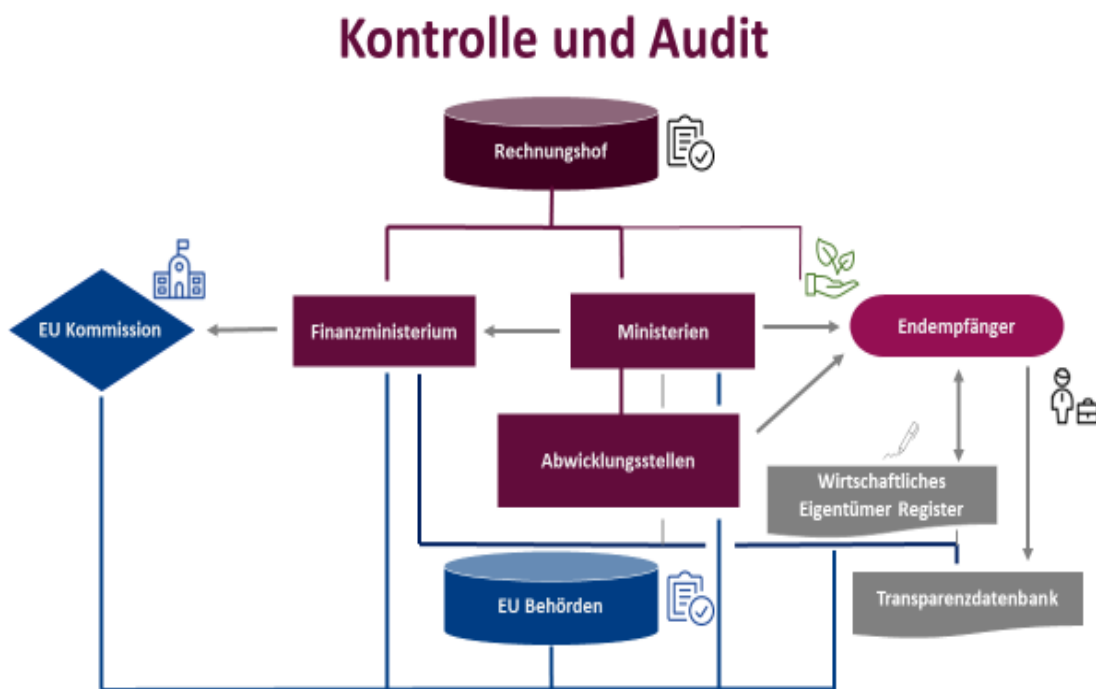 Kontrolle und Audit
Rechnungshof
EU Kommission
Finanzministerium
Ministerien
Endempfänger
Abwicklungsstellen
Wirtschaftliches
Eigentümer Register
EU Behörden
Transparenzdatenbank